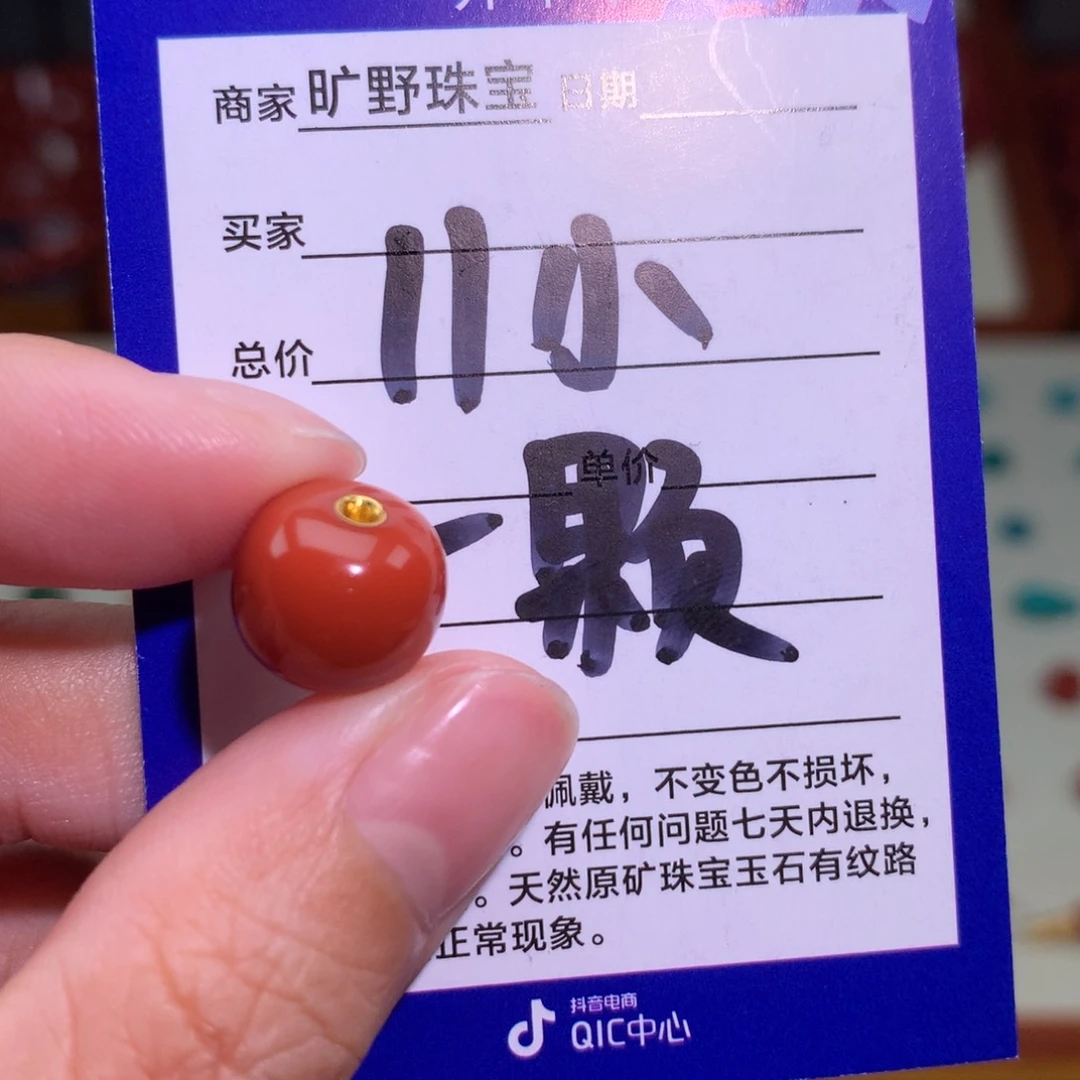 商家 旷野珠宝 日期
买家
总价
11小
单价
一颗
佩戴，不变色不损坏，
。有任何问题七天内退换，
。天然原矿珠宝玉石有纹路
正常现象。
抖音电商
QIC中心